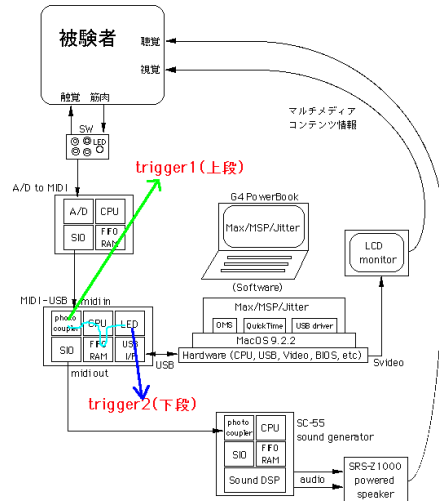 被験者
聴覚
視覚
触覚 筋肉
SW
LED
マルチメディア
コンテンツ情報
trigger1(上段)
A/D to MIDI
A/D
CPU
SIO
FIFO
RAM
G4 PowerBook
Max/MSP/Jitter
(Software)
LCD
monitor
MIDI-USB
midi in
photo
coupler
CPU
LED
SIO
FIFO
RAM
USB
I/F
midi out
USB
Max/MSP/Jitter
OMS
QuickTime
USB driver
MacOS 9.2.2
Hardware (CPU, USB, Video, BIOS, etc)
Svideo
trigger2(下段)
photo
coupler
CPU
SIO
FIFO
RAM
Sound DSP
SC-55
sound generator
audio
SRS-Z1000
powered
speaker